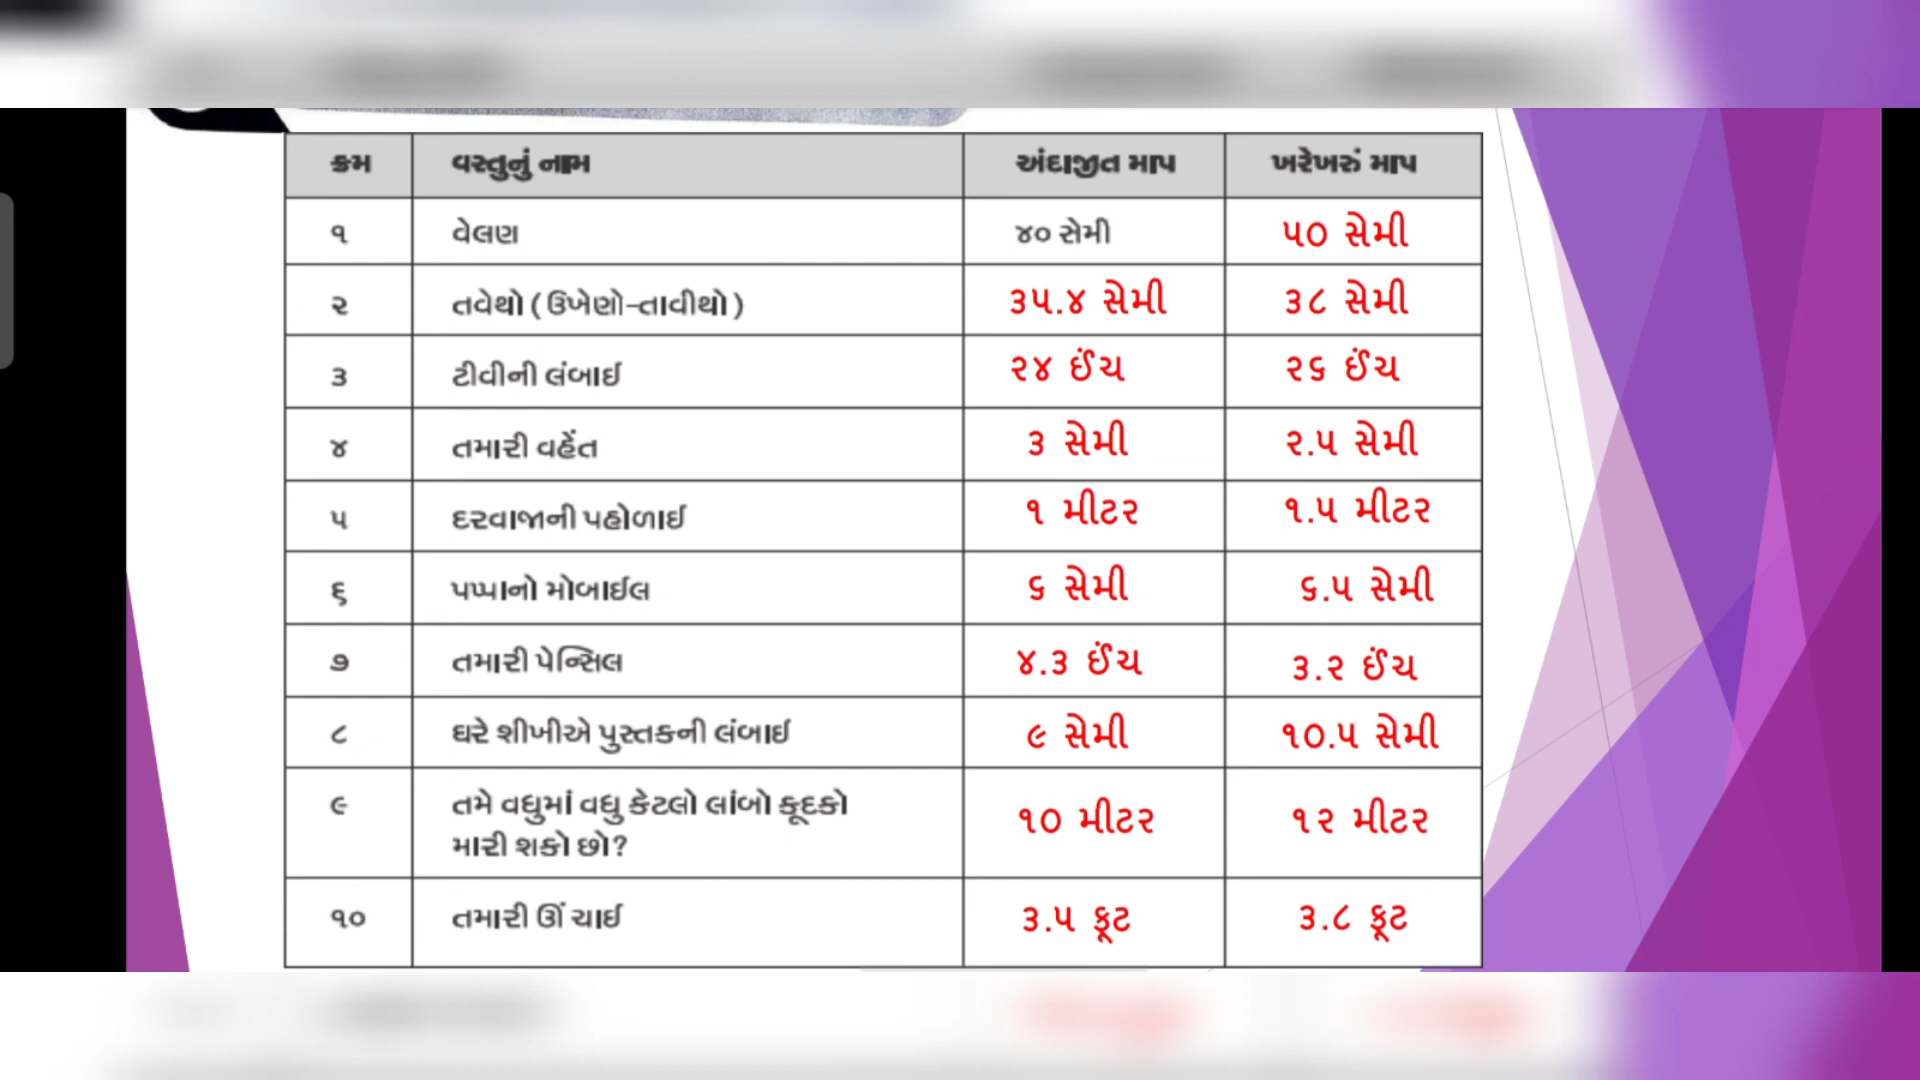 ક્રમ વસ્તુનું નામ અંદાજીત માપ ખરેખરું માપ
૧ વેલણ ૪૦ સેમી ૫૦ સેમી
૨ તવેથો (ઉખેણો-તાવીથો) ૩૫.૪ સેમી ૩૮ સેમી
૩ ટીવીની લંબાઈ ૨૪ ઈંચ ૨૬ ઈંચ
૪ તમારી વહેંત ૩ સેમી ૨.૫ સેમી
૫ દરવાજાની પહોળાઈ ૧ મીટર ૧.૫ મીટર
૬ પપ્પાનો મોબાઈલ ૬ સેમી ૬.૫ સેમી
૭ તમારી પેન્સિલ ૪.૩ ઈંચ ૩.૨ ઈંચ
૮ ઘરે શીખીએ પુસ્તકની લંબાઈ ૯ સેમી ૧૦.૫ સેમી
૯ તમે વધુમાં વધુ કેટલો લાંબો કૂદકો ૧૦ મીટર ૧૨ મીટર
મારી શકો છો?
૧૦ તમારી ઊંચાઈ ૩.૫ ફૂટ ૩.૮ ફૂટ